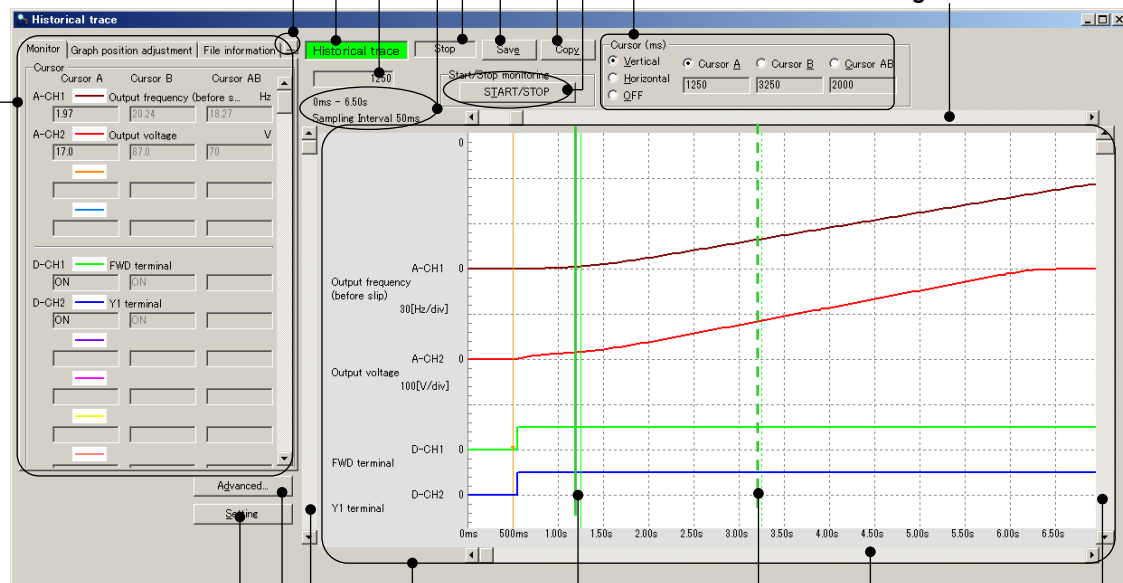 Historical trace
Monitor
Graph position adjustment
File information
Historical trace
Stop
Save
Copy
1250
Start/Stop monitoring
START/STOP
0ms - 6.50s
Sampling Interval 50ms
Cursor (ms)
Vertical
Horizontal
OFF
Cursor A
Cursor B
Cursor AB
1250
3250
2000
Cursor
Cursor A
Cursor B
Cursor AB
A-CH1
Output frequency (before s...
Hz
1.97
20.24
18.27
A-CH2
Output voltage
V
17.0
87.0
70
D-CH1
FWD terminal
ON
ON
D-CH2
Y1 terminal
ON
ON
Advanced...
Setting
0
A-CH1 0
Output frequency
(before slip)
30[Hz/div]
A-CH2 0
Output voltage
100[V/div]
D-CH1 0
FWD terminal
D-CH2 0
Y1 terminal
0ms 500ms 1.00s 1.50s 2.00s 2.50s 3.00s 3.50s 4.00s 4.50s 5.00s 5.50s 6.00s 6.50s